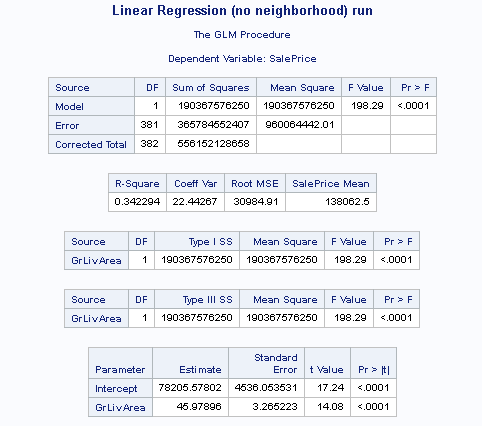 Linear Regression (no neighborhood) run
The GLM Procedure
Dependent Variable: SalePrice
Source DF Sum of Squares Mean Square F Value Pr > F
Model 1 190367576250 190367576250 198.29 <.0001
Error 381 365784552407 960064442.01
Corrected Total 382 556152128658
R-Square Coeff Var Root MSE SalePrice Mean
0.342294 22.44267 30984.91 138062.5
Source DF Type I SS Mean Square F Value Pr > F
GrLivArea 1 190367576250 190367576250 198.29 <.0001
Source DF Type III SS Mean Square F Value Pr > F
GrLivArea 1 190367576250 190367576250 198.29 <.0001
Parameter Estimate Standard Error t Value Pr > |t|
Intercept 78205.57802 4536.053531 17.24 <.0001
GrLivArea 45.97896 3.265223 14.08 <.0001